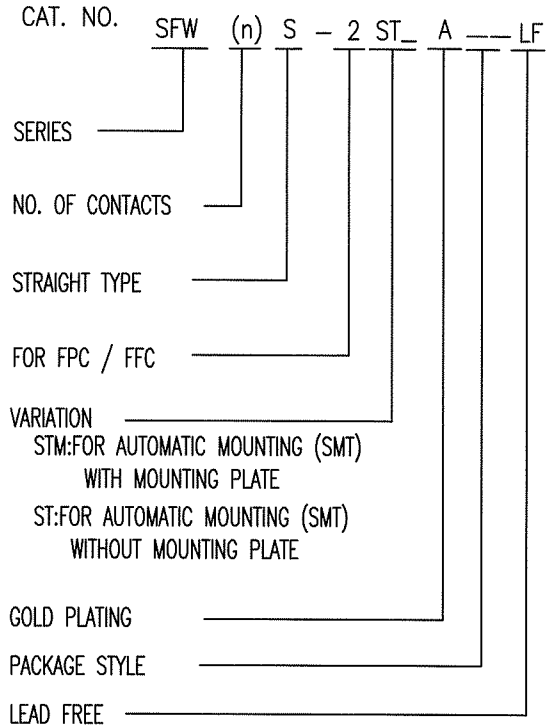 CAT. NO. SFW (n) S - 2 ST_ A __ LF
SERIES
NO. OF CONTACTS
STRAIGHT TYPE
FOR FPC / FFC
VARIATION
STM:FOR AUTOMATIC MOUNTING (SMT)
WITH MOUNTING PLATE
ST:FOR AUTOMATIC MOUNTING (SMT)
WITHOUT MOUNTING PLATE
GOLD PLATING
PACKAGE STYLE
LEAD FREE